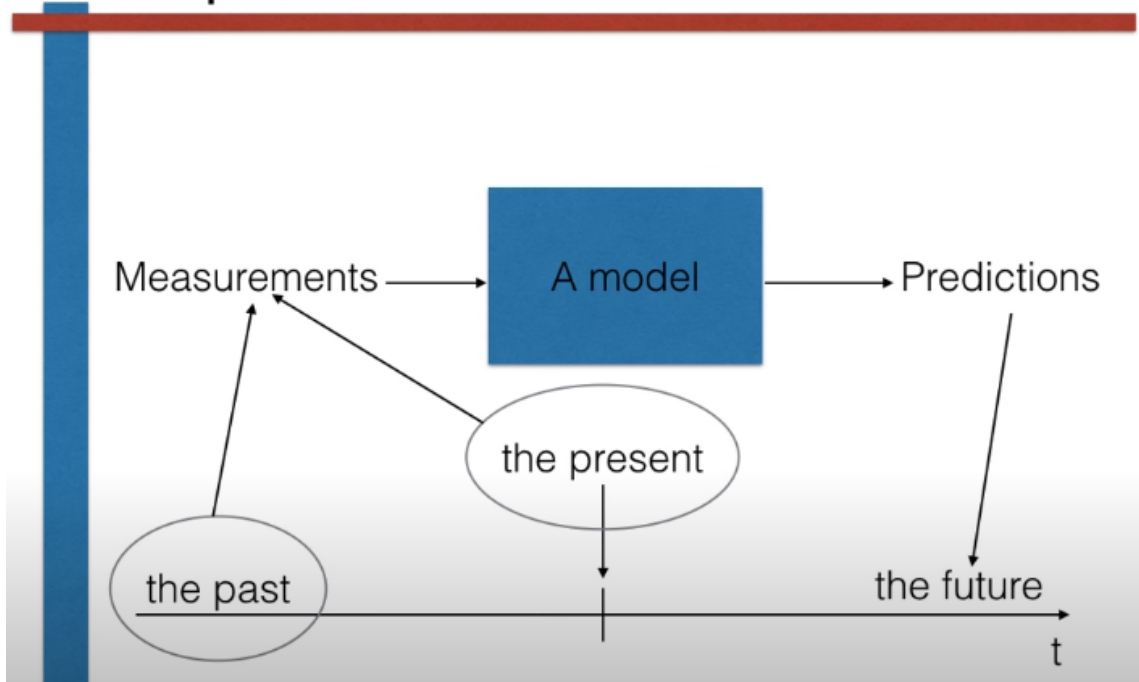 Measurements
A model
Predictions
the present
the past
the future
t